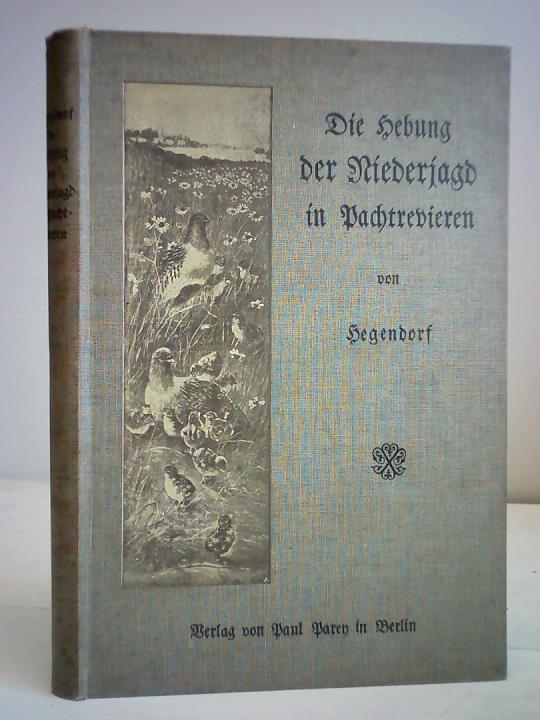 Die Hebung
der Niederjagd
in Pachtrevieren
von
Hegendorf
Verlag von Paul Parey in Berlin